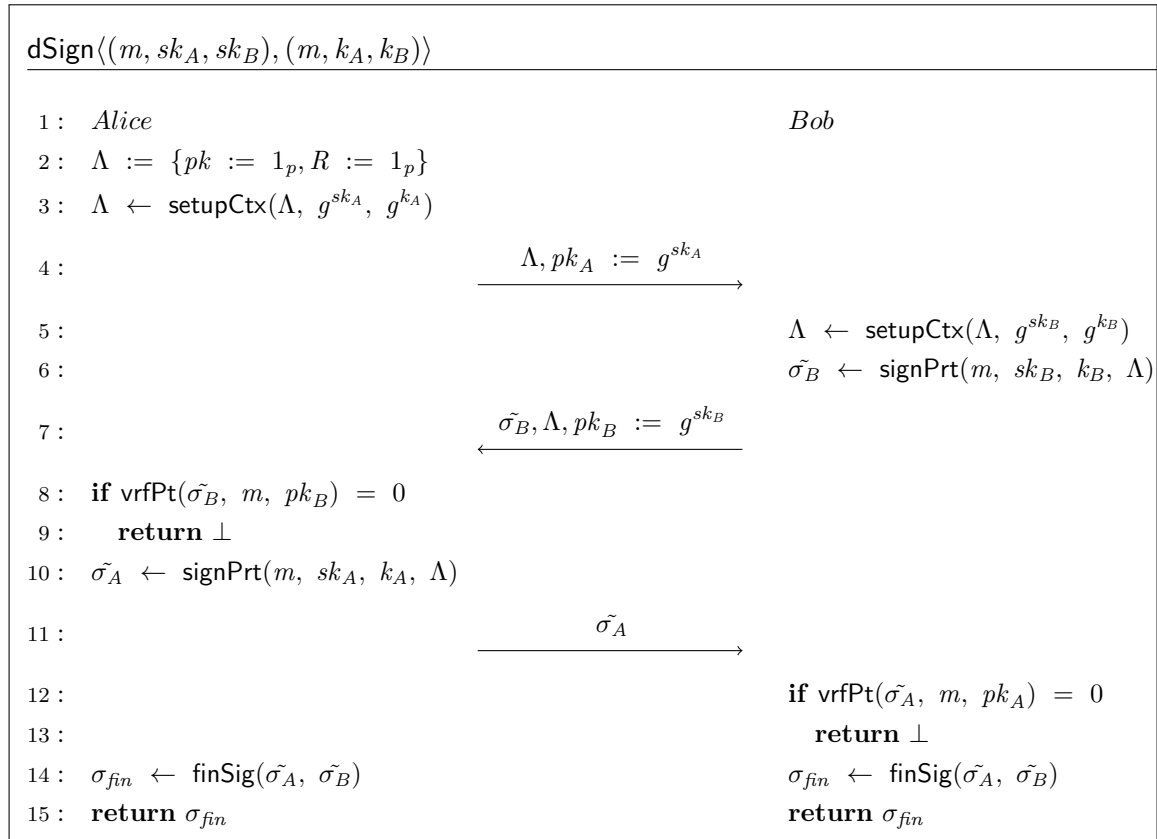 dSign⟨(m, sk_A, sk_B), (m, k_A, k_B)⟩
1 : Alice Bob
2 : Λ := {pk := 1_p, R := 1_p}
3 : Λ ← setupCtx(Λ, g^{sk_A}, g^{k_A})
4 : Λ, pk_A := g^{sk_A}
5 : Λ ← setupCtx(Λ, g^{sk_B}, g^{k_B})
6 : σ̃_B ← signPrt(m, sk_B, k_B, Λ)
7 : σ̃_B, Λ, pk_B := g^{sk_B}
8 : if vrfPt(σ̃_B, m, pk_B) = 0
9 : return ⊥
10 : σ̃_A ← signPrt(m, sk_A, k_A, Λ)
11 : σ̃_A
12 : if vrfPt(σ̃_A, m, pk_A) = 0
13 : return ⊥
14 : σ_fin ← finSig(σ̃_A, σ̃_B) σ_fin ← finSig(σ̃_A, σ̃_B)
15 : return σ_fin return σ_fin